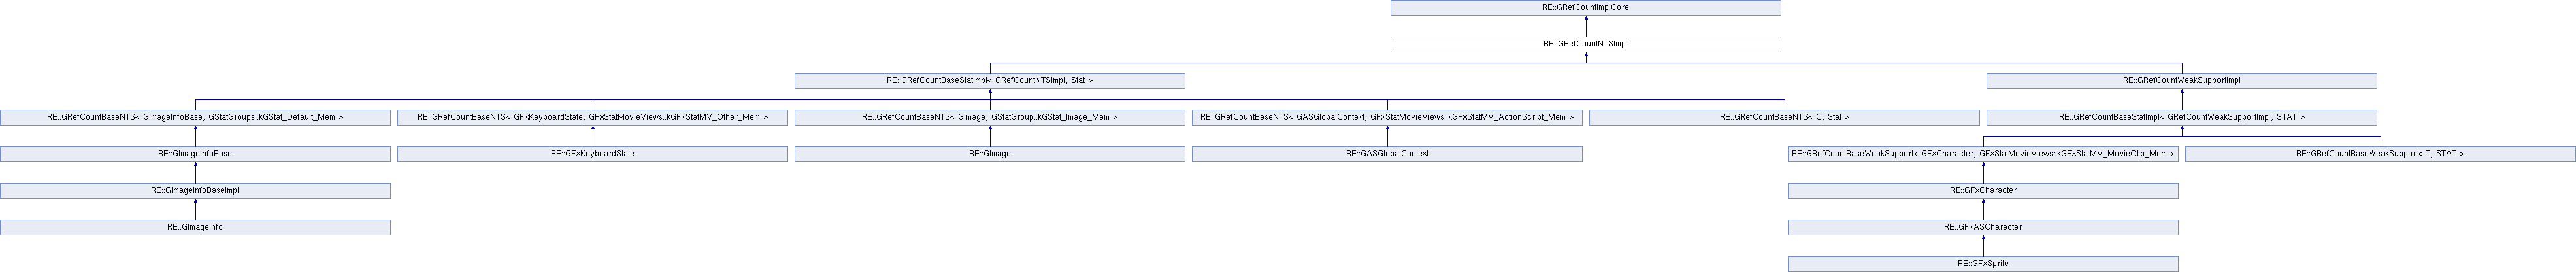 RE::GRefCountImplCore
RE::GRefCountNTSImpl
RE::GRefCountBaseStatImpl< GRefCountNTSImpl, Stat >
RE::GRefCountWeakSupportImpl
RE::GRefCountBaseNTS< GImageInfoBase, GStatGroups::kGStat_Default_Mem >
RE::GRefCountBaseNTS< GFxKeyboardState, GFxStatMovieViews::kGFxStatMV_Other_Mem >
RE::GRefCountBaseNTS< GImage, GStatGroup::kGStat_Image_Mem >
RE::GRefCountBaseNTS< GASGlobalContext, GFxStatMovieViews::kGFxStatMV_ActionScript_Mem >
RE::GRefCountBaseNTS< C, Stat >
RE::GRefCountBaseStatImpl< GRefCountWeakSupportImpl, STAT >
RE::GImageInfoBase
RE::GFxKeyboardState
RE::GImage
RE::GASGlobalContext
RE::GRefCountBaseWeakSupport< GFxCharacter, GFxStatMovieViews::kGFxStatMV_MovieClip_Mem >
RE::GRefCountBaseWeakSupport< T, STAT >
RE::GImageInfoBaseImpl
RE::GFxCharacter
RE::GImageInfo
RE::GFxASCharacter
RE::GFxSprite